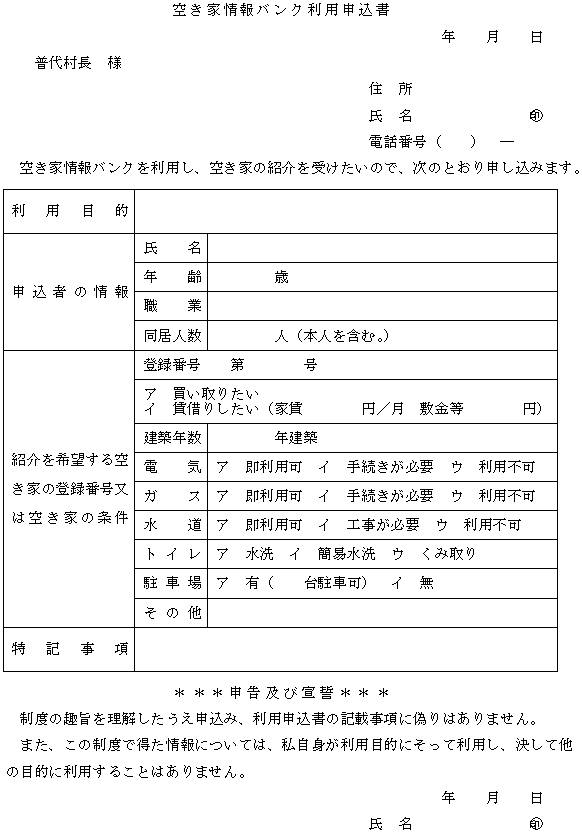 空き家情報バンク利用申込書
年　月　日
普代村長　様
住　所
氏　名　　　　　　　　㊞
電話番号（　　）　―
空き家情報バンクを利用し、空き家の紹介を受けたいので、次のとおり申し込みます。
利用目的
申込者の情報
氏　名
年　齢　　　　歳
職　業
同居人数　　　　人（本人を含む。）
紹介を希望する空
き家の登録番号又
は空き家の条件
登録番号　　第　　　　号
ア　買い取りたい
イ　賃借りしたい（家賃　　　　円／月　敷金等　　　　円）
建築年数　　　　年建築
電　気　ア　即利用可　イ　手続きが必要　ウ　利用不可
ガ　ス　ア　即利用可　イ　手続きが必要　ウ　利用不可
水　道　ア　即利用可　イ　工事が必要　ウ　利用不可
トイレ　ア　水洗　イ　簡易水洗　ウ　くみ取り
駐車場　ア　有（　　台駐車可）　イ　無
その他
特記事項
＊＊＊申告及び宣誓＊＊＊
制度の趣旨を理解したうえ申込み、利用申込書の記載事項に偽りはありません。
また、この制度で得た情報については、私自身が利用目的にそって利用し、決して他
の目的に利用することはありません。
年　月　日
氏　名　　　　　　　　㊞